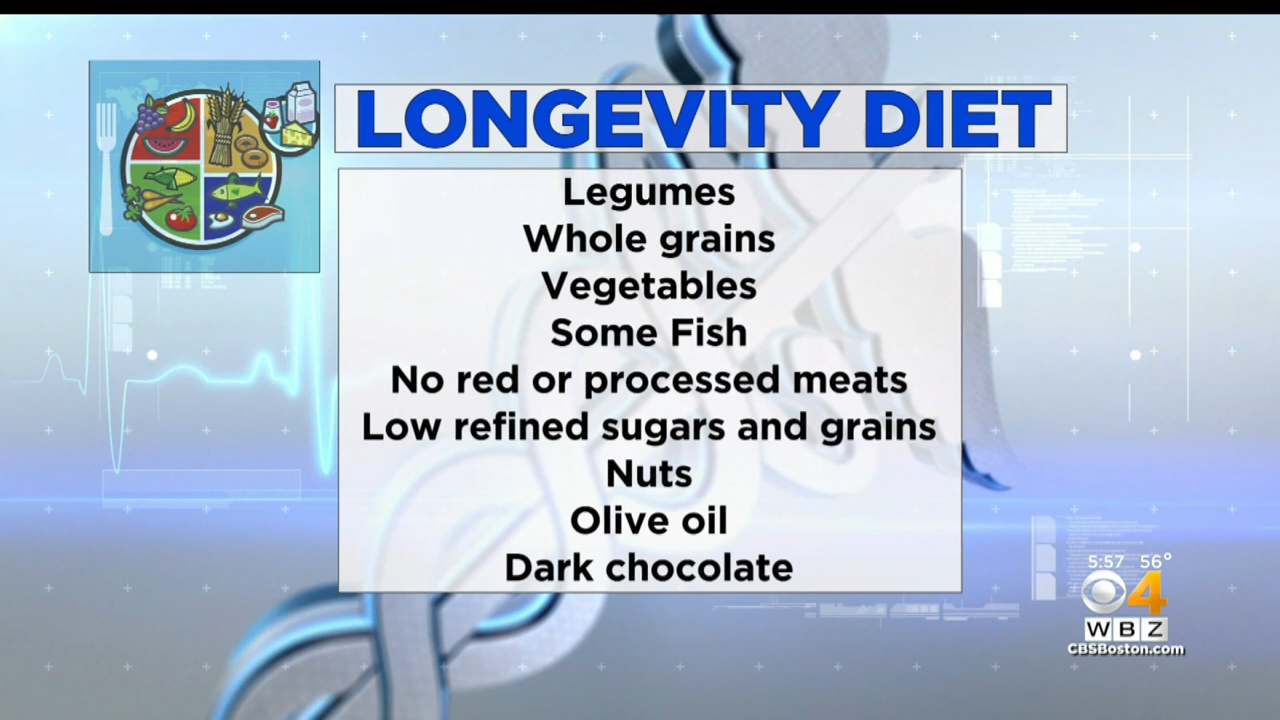 LONGEVITY DIET
Legumes
Whole grains
Vegetables
Some Fish
No red or processed meats
Low refined sugars and grains
Nuts
Olive oil
Dark chocolate
5:57 56°
4
WBZ
CBSBoston.com